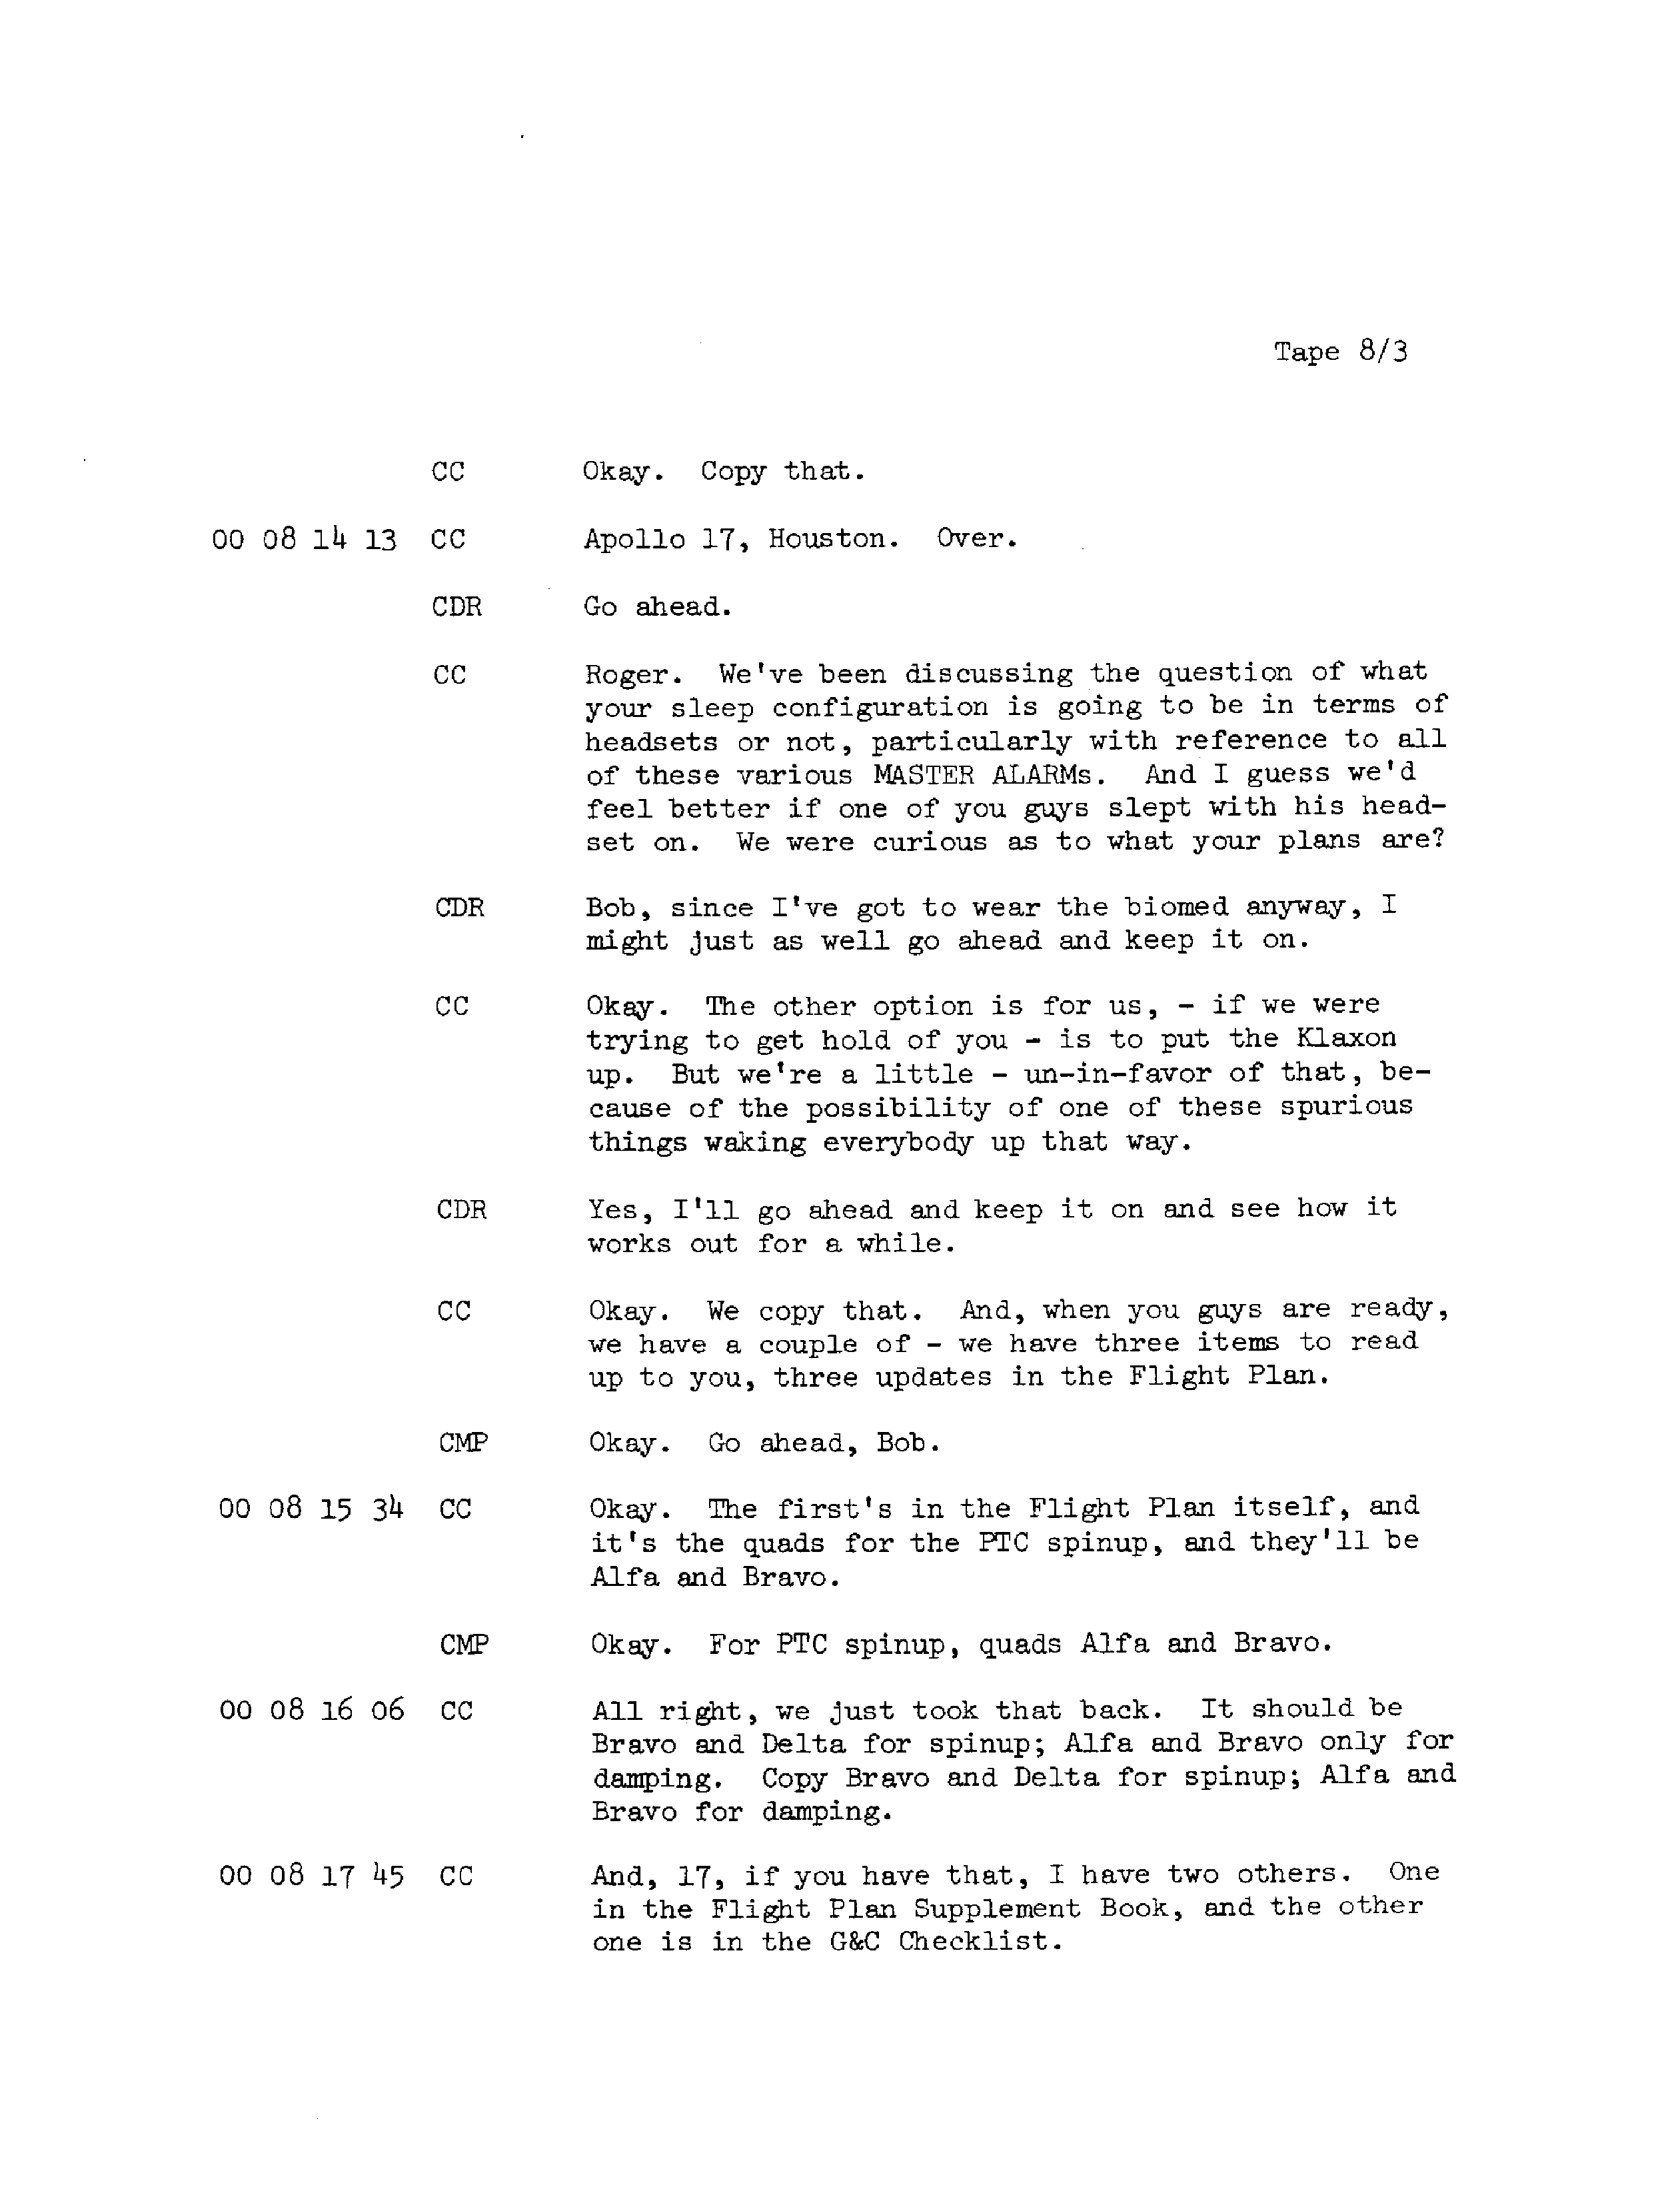 Tape 8/3
CC Okay. Copy that.
00 08 14 13 CC Apollo 17, Houston. Over.
CDR Go ahead.
CC Roger. We've been discussing the question of what
your sleep configuration is going to be in terms of
headsets or not, particularly with reference to all
of these various MASTER ALARMs. And I guess we'd
feel better if one of you guys slept with his head-
set on. We were curious as to what your plans are?
CDR Bob, since I've got to wear the biomed anyway, I
might just as well go ahead and keep it on.
CC Okay. The other option is for us, - if we were
trying to get hold of you - is to put the Klaxon
up. But we're a little - un-in-favor of that, be-
cause of the possibility of one of these spurious
things waking everybody up that way.
CDR Yes, I'll go ahead and keep it on and see how it
works out for a while.
CC Okay. We copy that. And, when you guys are ready,
we have a couple of - we have three items to read
up to you, three updates in the Flight Plan.
CMP Okay. Go ahead, Bob.
00 08 15 34 CC Okay. The first's in the Flight Plan itself, and
it's the quads for the PTC spinup, and they'll be
Alfa and Bravo.
CMP Okay. For PTC spinup, quads Alfa and Bravo.
00 08 16 06 CC All right, we just took that back. It should be
Bravo and Delta for spinup; Alfa and Bravo only for
damping. Copy Bravo and Delta for spinup; Alfa and
Bravo for damping.
00 08 17 45 CC And, 17, if you have that, I have two others. One
in the Flight Plan Supplement Book, and the other
one is in the G&C Checklist.